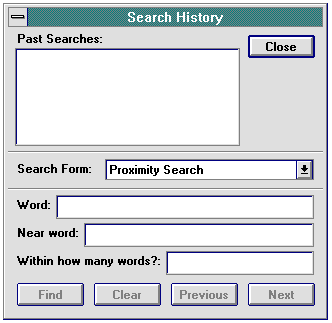 Search History
Past Searches:
Close
Search Form: Proximity Search
Word:
Near word:
Within how many words?:
Find Clear Previous Next